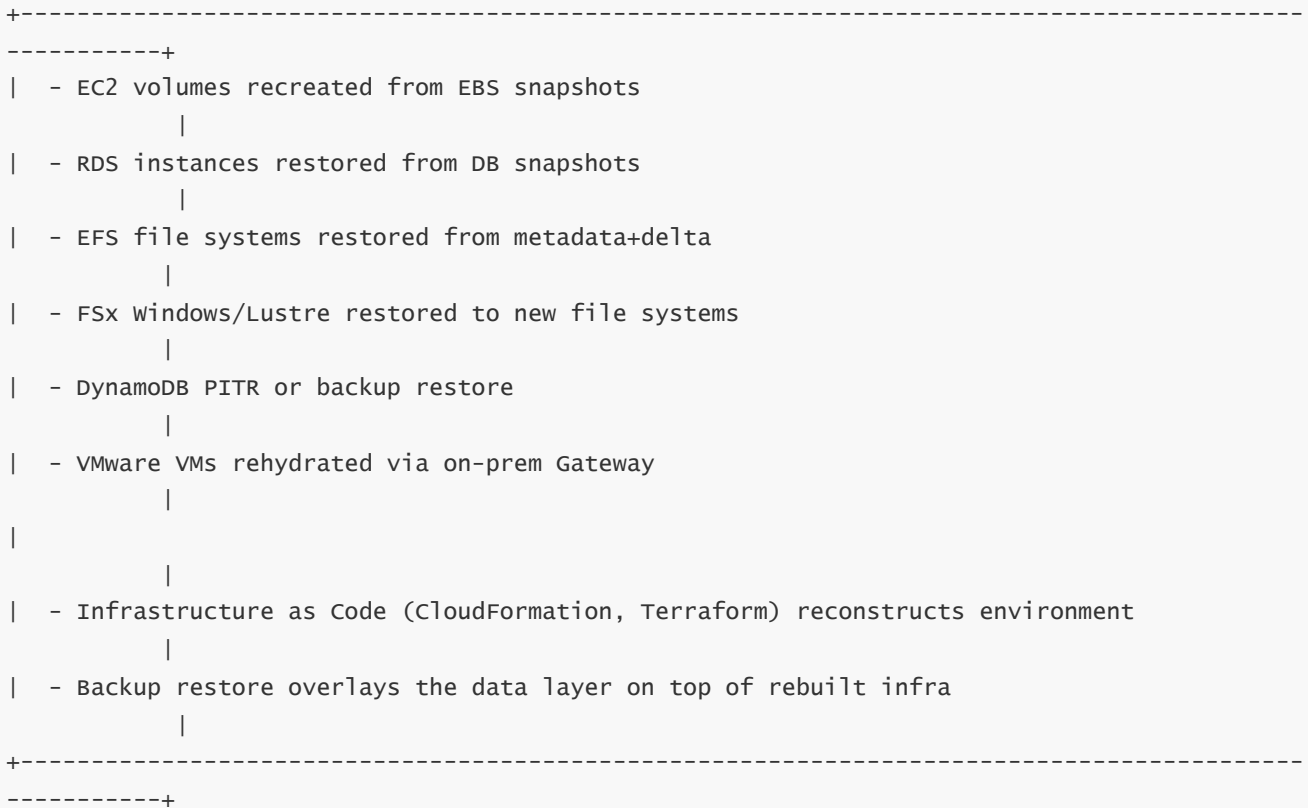 +-------------------------------------------------------------------------------------------
-----------+
|  - EC2 volumes recreated from EBS snapshots
            |
|  - RDS instances restored from DB snapshots
            |
|  - EFS file systems restored from metadata+delta
           |
|  - FSx Windows/Lustre restored to new file systems
           |
|  - DynamoDB PITR or backup restore
           |
|  - VMware VMs rehydrated via on-prem Gateway
           |
|
           |
|  - Infrastructure as Code (CloudFormation, Terraform) reconstructs environment
           |
|  - Backup restore overlays the data layer on top of rebuilt infra
            |
+-------------------------------------------------------------------------------------------
-----------+